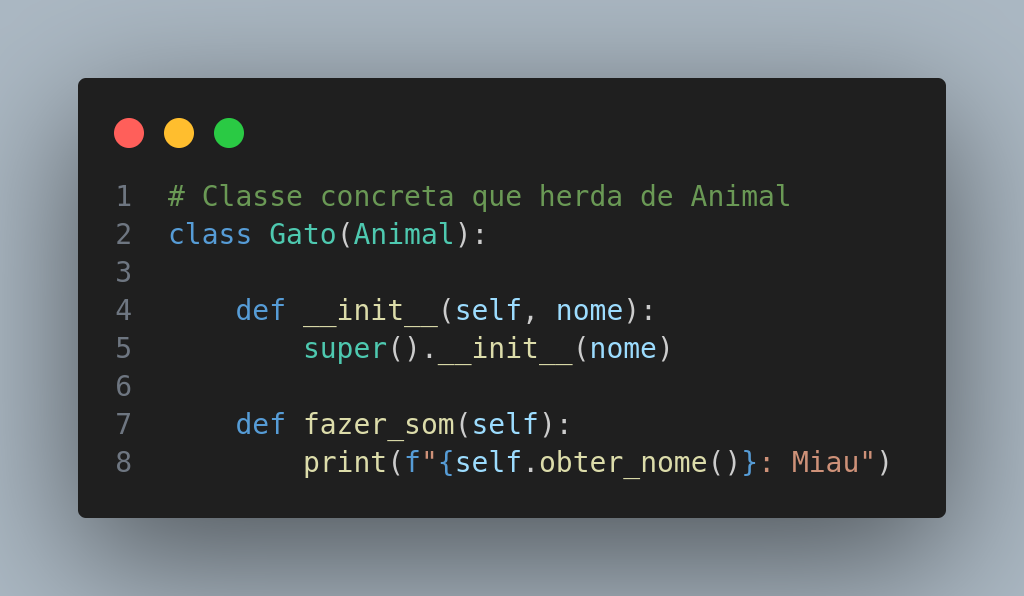 1 # Classe concreta que herda de Animal
2 class Gato(Animal):
3
4     def __init__(self, nome):
5         super().__init__(nome)
6
7     def fazer_som(self):
8         print(f"{self.obter_nome()}: Miau")